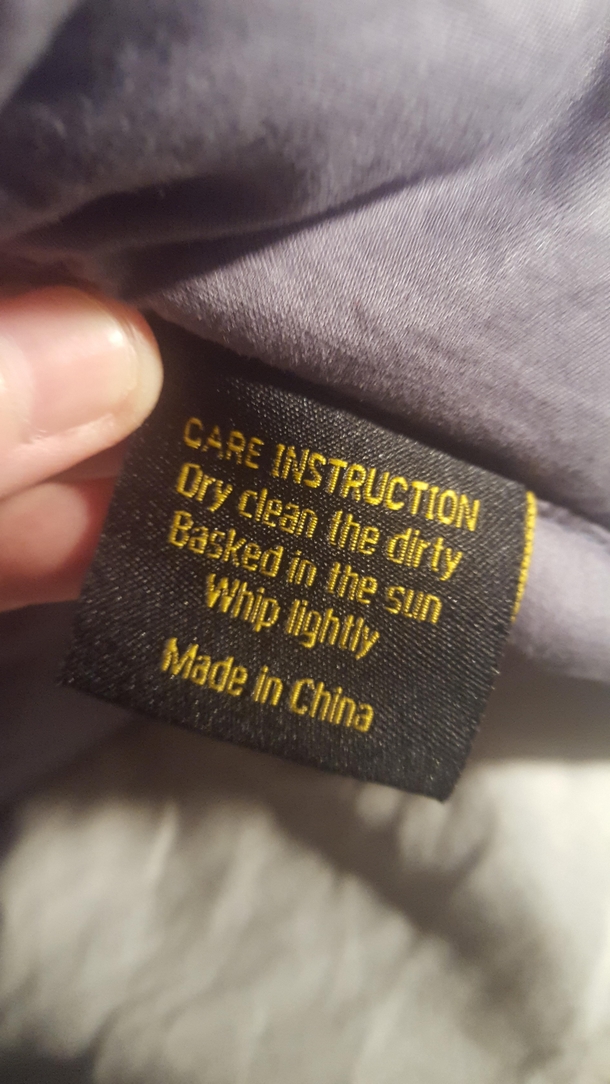 CARE INSTRUCTION
Dry clean the dirty
Basked in the sun
Whip lightly
Made in China